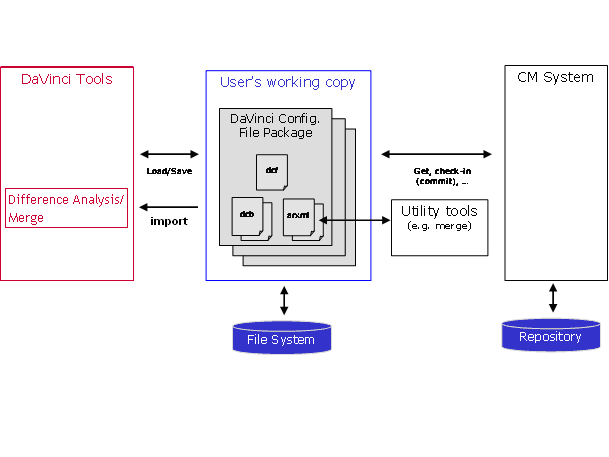 DaVinci Tools
User's working copy
CM System
DaVinci Config.
File Package
dcf
Load/Save
Get, check-in
(commit), ...
Difference Analysis/
Merge
import
dcb
arxml
Utility tools
(e.g. merge)
File System
Repository